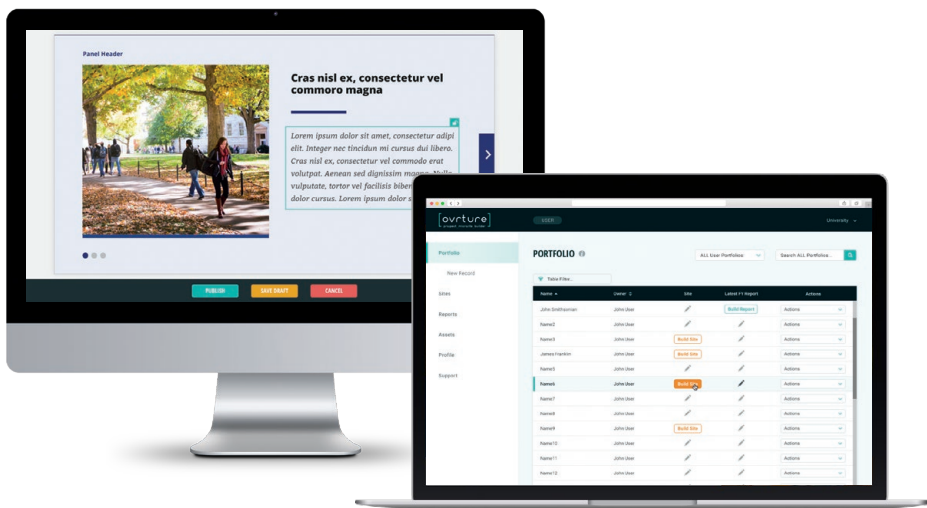 Panel Header
Cras nisl ex, consectetur vel
commoro magna
Lorem ipsum dolor sit amet, consectetur adipi
elit. Integer nec tincidun mi cursus dui libero.
Cras nisl ex, consectetur vel commodo erat
volutpat. Aenean sed dignissim magna. Nulla
vulputate, tortor vel facilisis biben
dolor cursus. Lorem ipsum dolor s
PUBLISH SAVE DRAFT CANCEL
[ovrture]
USER
University
Portfolio
New Record
Sites
Reports
Assets
Profile
Support
PORTFOLIO
ALL User Portfolios
Search ALL Portfolios..
Table Filter..
Name Owner Site Latest FY Report Actions
John Smithsonian John User Build Report Actions
Name2 John User Actions
Name3 John User Build Site Actions
James Franklin John User Build Site Actions
Name5 John User Actions
Name6 John User Build Site Actions
Name7 John User Actions
Name8 John User Actions
Name9 John User Build Site Actions
Name10 John User Actions
Name11 John User Actions
Name12 John User Actions